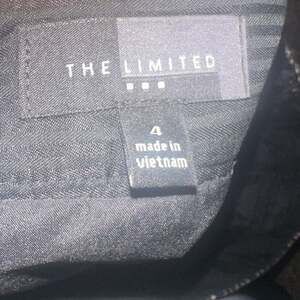 THE LIMITED
4
made in
vietnam